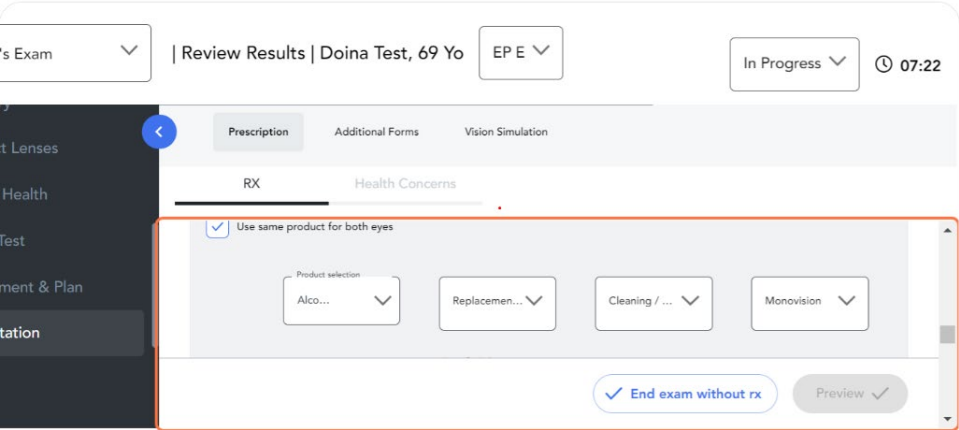 's Exam
| Review Results | Doina Test, 69 Yo
EP E
In Progress
07:22
Prescription
Additional Forms
Vision Simulation
t Lenses
Health
Test
ment & Plan
tation
RX
Health Concerns
Use same product for both eyes
Product selection
Alco...
Replacemen...
Cleaning / ...
Monovision
End exam without rx
Preview